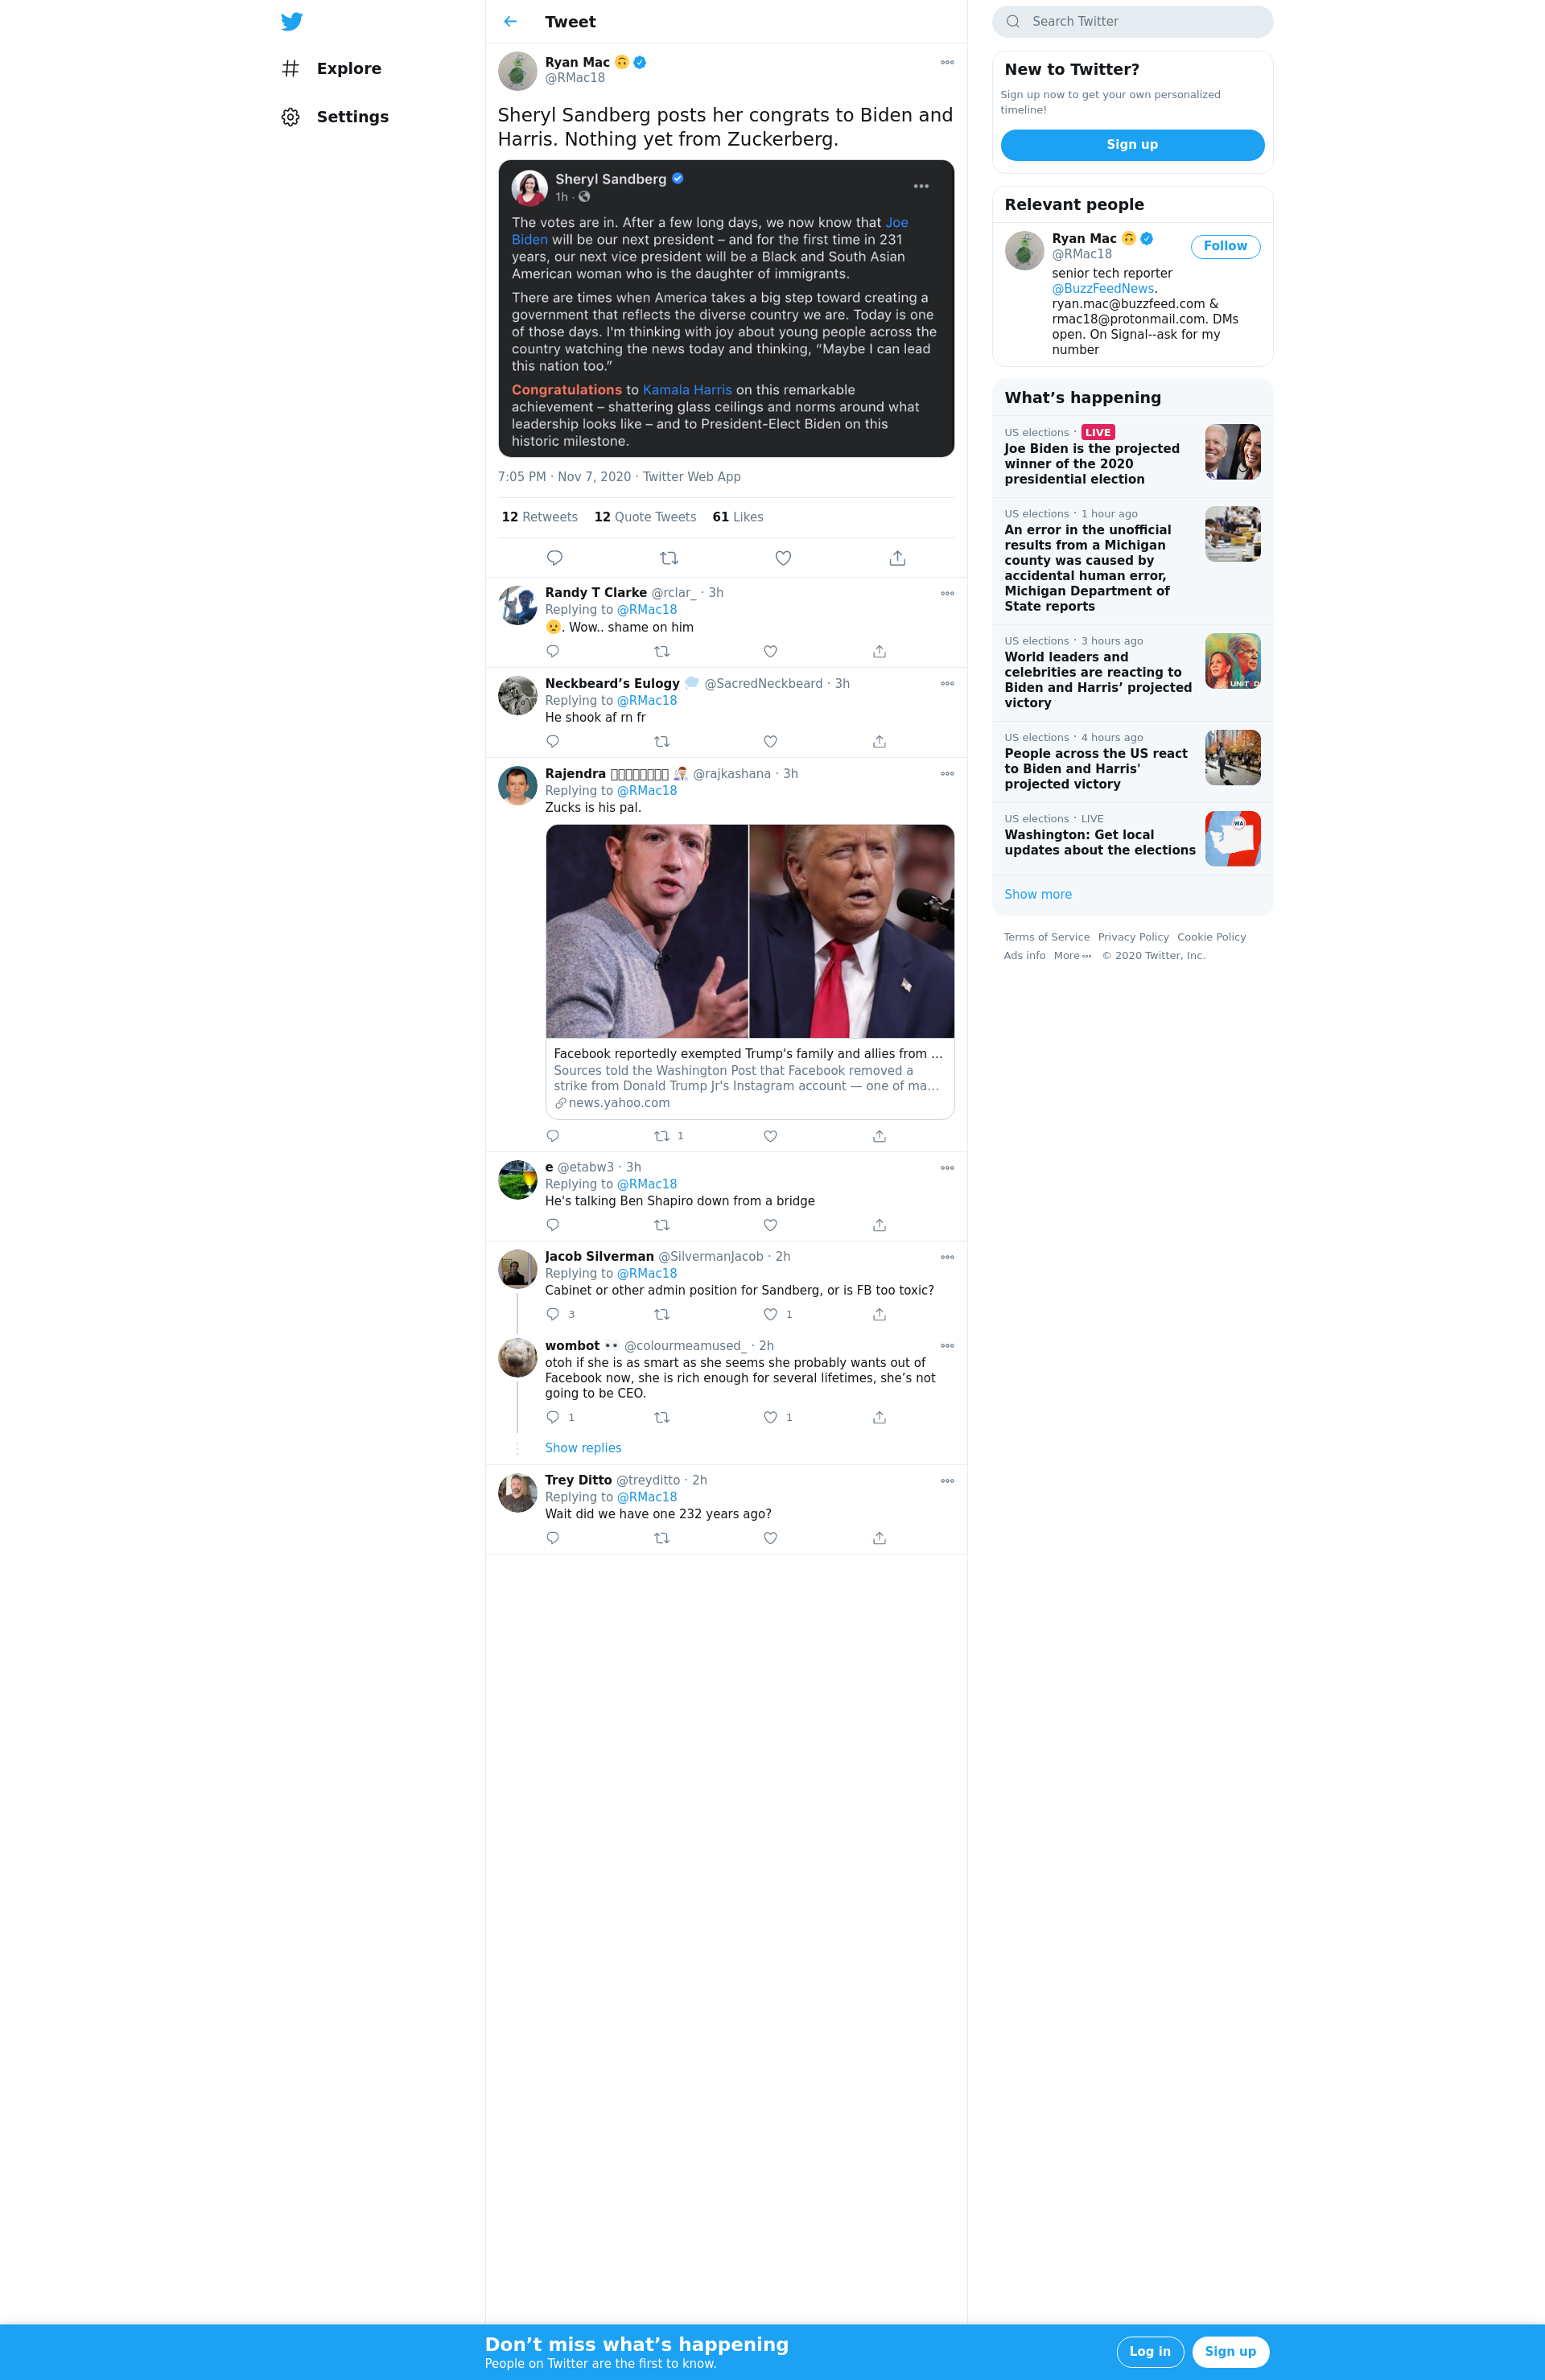 Explore
Settings
Tweet
Ryan Mac 🙃
@RMac18
Sheryl Sandberg posts her congrats to Biden and
Harris. Nothing yet from Zuckerberg.
Sheryl Sandberg
1h ·
The votes are in. After a few long days, we now know that Joe
Biden will be our next president – and for the first time in 231
years, our next vice president will be a Black and South Asian
American woman who is the daughter of immigrants.
There are times when America takes a big step toward creating a
government that reflects the diverse country we are. Today is one
of those days. I'm thinking with joy about young people across the
country watching the news today and thinking, “Maybe I can lead
this nation too.”
Congratulations to Kamala Harris on this remarkable
achievement – shattering glass ceilings and norms around what
leadership looks like – and to President-Elect Biden on this
historic milestone.
7:05 PM · Nov 7, 2020 · Twitter Web App
12 Retweets 12 Quote Tweets 61 Likes
Randy T Clarke @rclar_ · 3h
Replying to @RMac18
😟. Wow.. shame on him
Neckbeard’s Eulogy 💭 @SacredNeckbeard · 3h
Replying to @RMac18
He shook af rn fr
Rajendra @rajkashana · 3h
Replying to @RMac18
Zucks is his pal.
Facebook reportedly exempted Trump's family and allies from ...
Sources told the Washington Post that Facebook removed a
strike from Donald Trump Jr's Instagram account — one of ma...
news.yahoo.com
1
e @etabw3 · 3h
Replying to @RMac18
He's talking Ben Shapiro down from a bridge
Jacob Silverman @SilvermanJacob · 2h
Replying to @RMac18
Cabinet or other admin position for Sandberg, or is FB too toxic?
3 1
wombot 👀 @colourmeamused_ · 2h
otoh if she is as smart as she seems she probably wants out of
Facebook now, she is rich enough for several lifetimes, she’s not
going to be CEO.
1 1
Show replies
Trey Ditto @treyditto · 2h
Replying to @RMac18
Wait did we have one 232 years ago?
Search Twitter
New to Twitter?
Sign up now to get your own personalized
timeline!
Sign up
Relevant people
Ryan Mac 🙃
@RMac18
Follow
senior tech reporter
@BuzzFeedNews.
ryan.mac@buzzfeed.com &
rmac18@protonmail.com. DMs
open. On Signal--ask for my
number
What’s happening
US elections · LIVE
Joe Biden is the projected
winner of the 2020
presidential election
US elections · 1 hour ago
An error in the unofficial
results from a Michigan
county was caused by
accidental human error,
Michigan Department of
State reports
US elections · 3 hours ago
World leaders and
celebrities are reacting to
Biden and Harris’ projected
victory
UNITED
US elections · 4 hours ago
People across the US react
to Biden and Harris'
projected victory
US elections · LIVE
Washington: Get local
updates about the elections
WA
Show more
Terms of Service Privacy Policy Cookie Policy
Ads info More © 2020 Twitter, Inc.
Don’t miss what’s happening
People on Twitter are the first to know.
Log in
Sign up